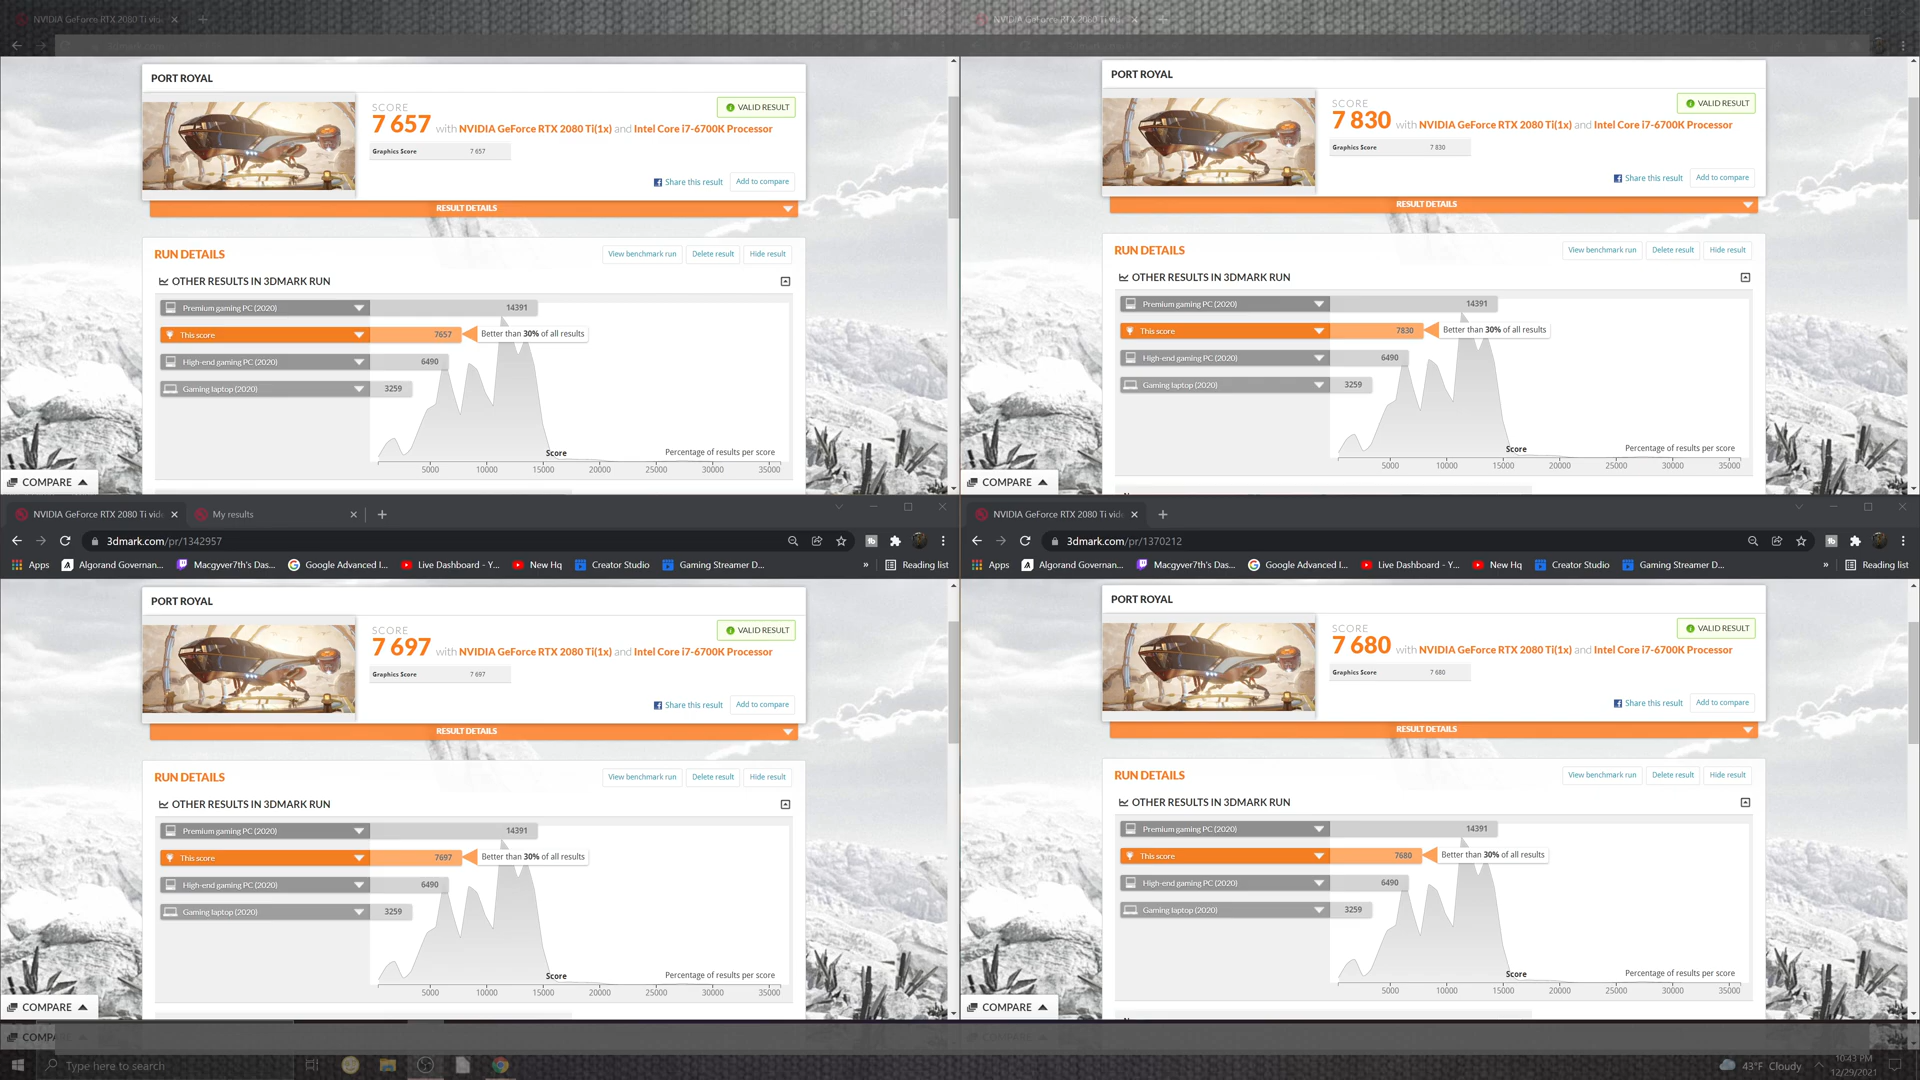 NVIDIA GeForce RTX 2080 Ti vid
NVIDIA GeForce RTX 2080 Ti vid
PORT ROYAL
SCORE
7 657 with NVIDIA GeForce RTX 2080 Ti(1x) and Intel Core i7-6700K Processor
VALID RESULT
Graphics Score 7 657
Share this result
Add to compare
RESULT DETAILS
RUN DETAILS
View benchmark run
Delete result
Hide result
OTHER RESULTS IN 3DMARK RUN
Premium gaming PC (2020) 14391
This score 7657 Better than 30% of all results
High-end gaming PC (2020) 6490
Gaming laptop (2020) 3259
Score
Percentage of results per score
5000 10000 15000 20000 25000 30000 35000
COMPARE
PORT ROYAL
SCORE
7 830 with NVIDIA GeForce RTX 2080 Ti(1x) and Intel Core i7-6700K Processor
VALID RESULT
Graphics Score 7 830
Share this result
Add to compare
RESULT DETAILS
RUN DETAILS
View benchmark run
Delete result
Hide result
OTHER RESULTS IN 3DMARK RUN
Premium gaming PC (2020) 14391
This score 7830 Better than 30% of all results
High-end gaming PC (2020) 6490
Gaming laptop (2020) 3259
Score
Percentage of results per score
5000 10000 15000 20000 25000 30000 35000
COMPARE
NVIDIA GeForce RTX 2080 Ti vid
My results
3dmark.com/pr/1342957
Apps
Algorand Governan...
Macgyver7th's Das...
Google Advanced I...
Live Dashboard - Y...
New Hq
Creator Studio
Gaming Streamer D...
»
Reading list
PORT ROYAL
SCORE
7 697 with NVIDIA GeForce RTX 2080 Ti(1x) and Intel Core i7-6700K Processor
VALID RESULT
Graphics Score 7 697
Share this result
Add to compare
RESULT DETAILS
RUN DETAILS
View benchmark run
Delete result
Hide result
OTHER RESULTS IN 3DMARK RUN
Premium gaming PC (2020) 14391
This score 7697 Better than 30% of all results
High-end gaming PC (2020) 6490
Gaming laptop (2020) 3259
Score
Percentage of results per score
5000 10000 15000 20000 25000 30000 35000
COMPARE
NVIDIA GeForce RTX 2080 Ti vid
3dmark.com/pr/1370212
Apps
Algorand Governan...
Macgyver7th's Das...
Google Advanced I...
Live Dashboard - Y...
New Hq
Creator Studio
Gaming Streamer D...
»
Reading list
PORT ROYAL
SCORE
7 680 with NVIDIA GeForce RTX 2080 Ti(1x) and Intel Core i7-6700K Processor
VALID RESULT
Graphics Score 7 680
Share this result
Add to compare
RESULT DETAILS
RUN DETAILS
View benchmark run
Delete result
Hide result
OTHER RESULTS IN 3DMARK RUN
Premium gaming PC (2020) 14391
This score 7680 Better than 30% of all results
High-end gaming PC (2020) 6490
Gaming laptop (2020) 3259
Score
Percentage of results per score
5000 10000 15000 20000 25000 30000 35000
COMPARE
COMPA
Type here to search
43°F Cloudy
10:43 PM
12/29/2021